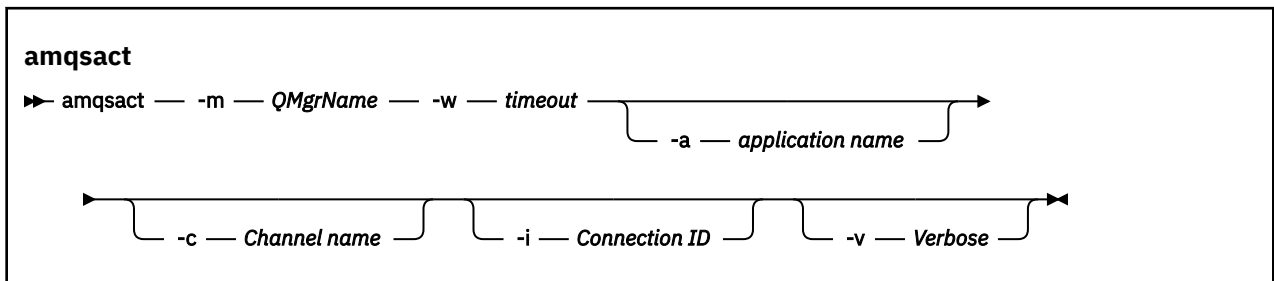 amqsact
amqsact -m QMgrName -w timeout
-a application name
-c Channel name -i Connection ID -v Verbose